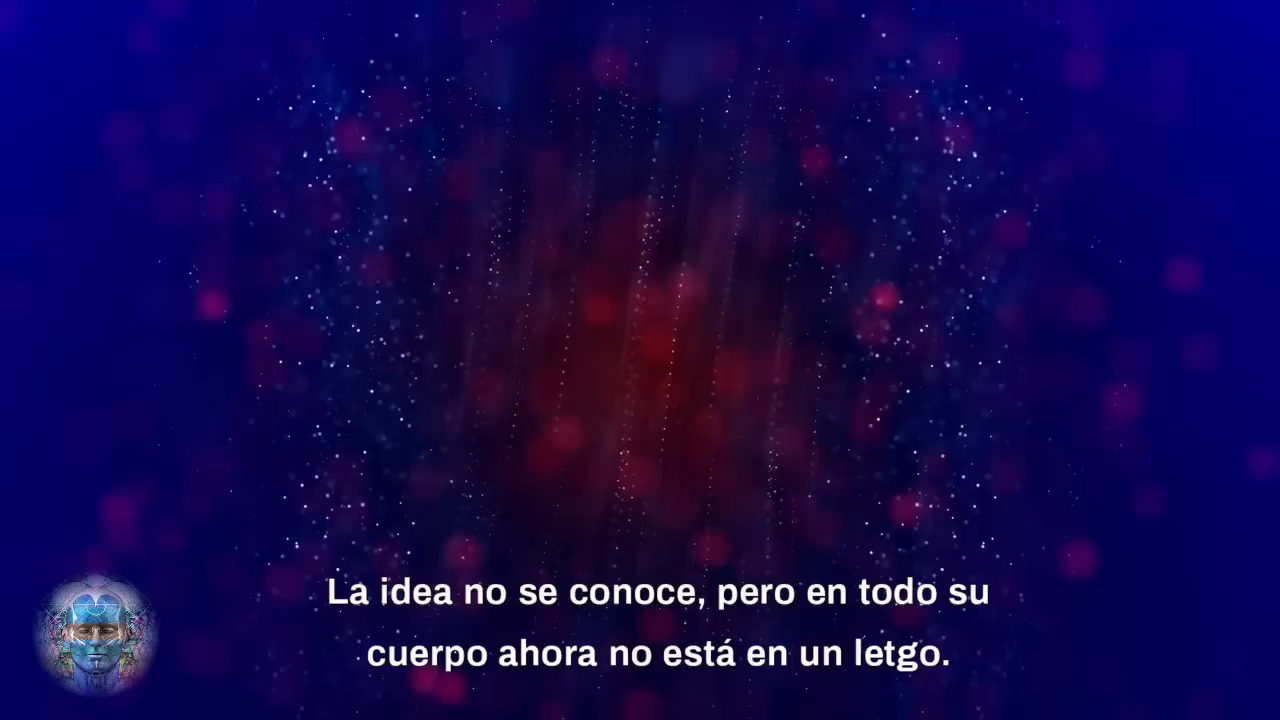 La idea no se conoce, pero en todo su
cuerpo ahora no está en un letgo.